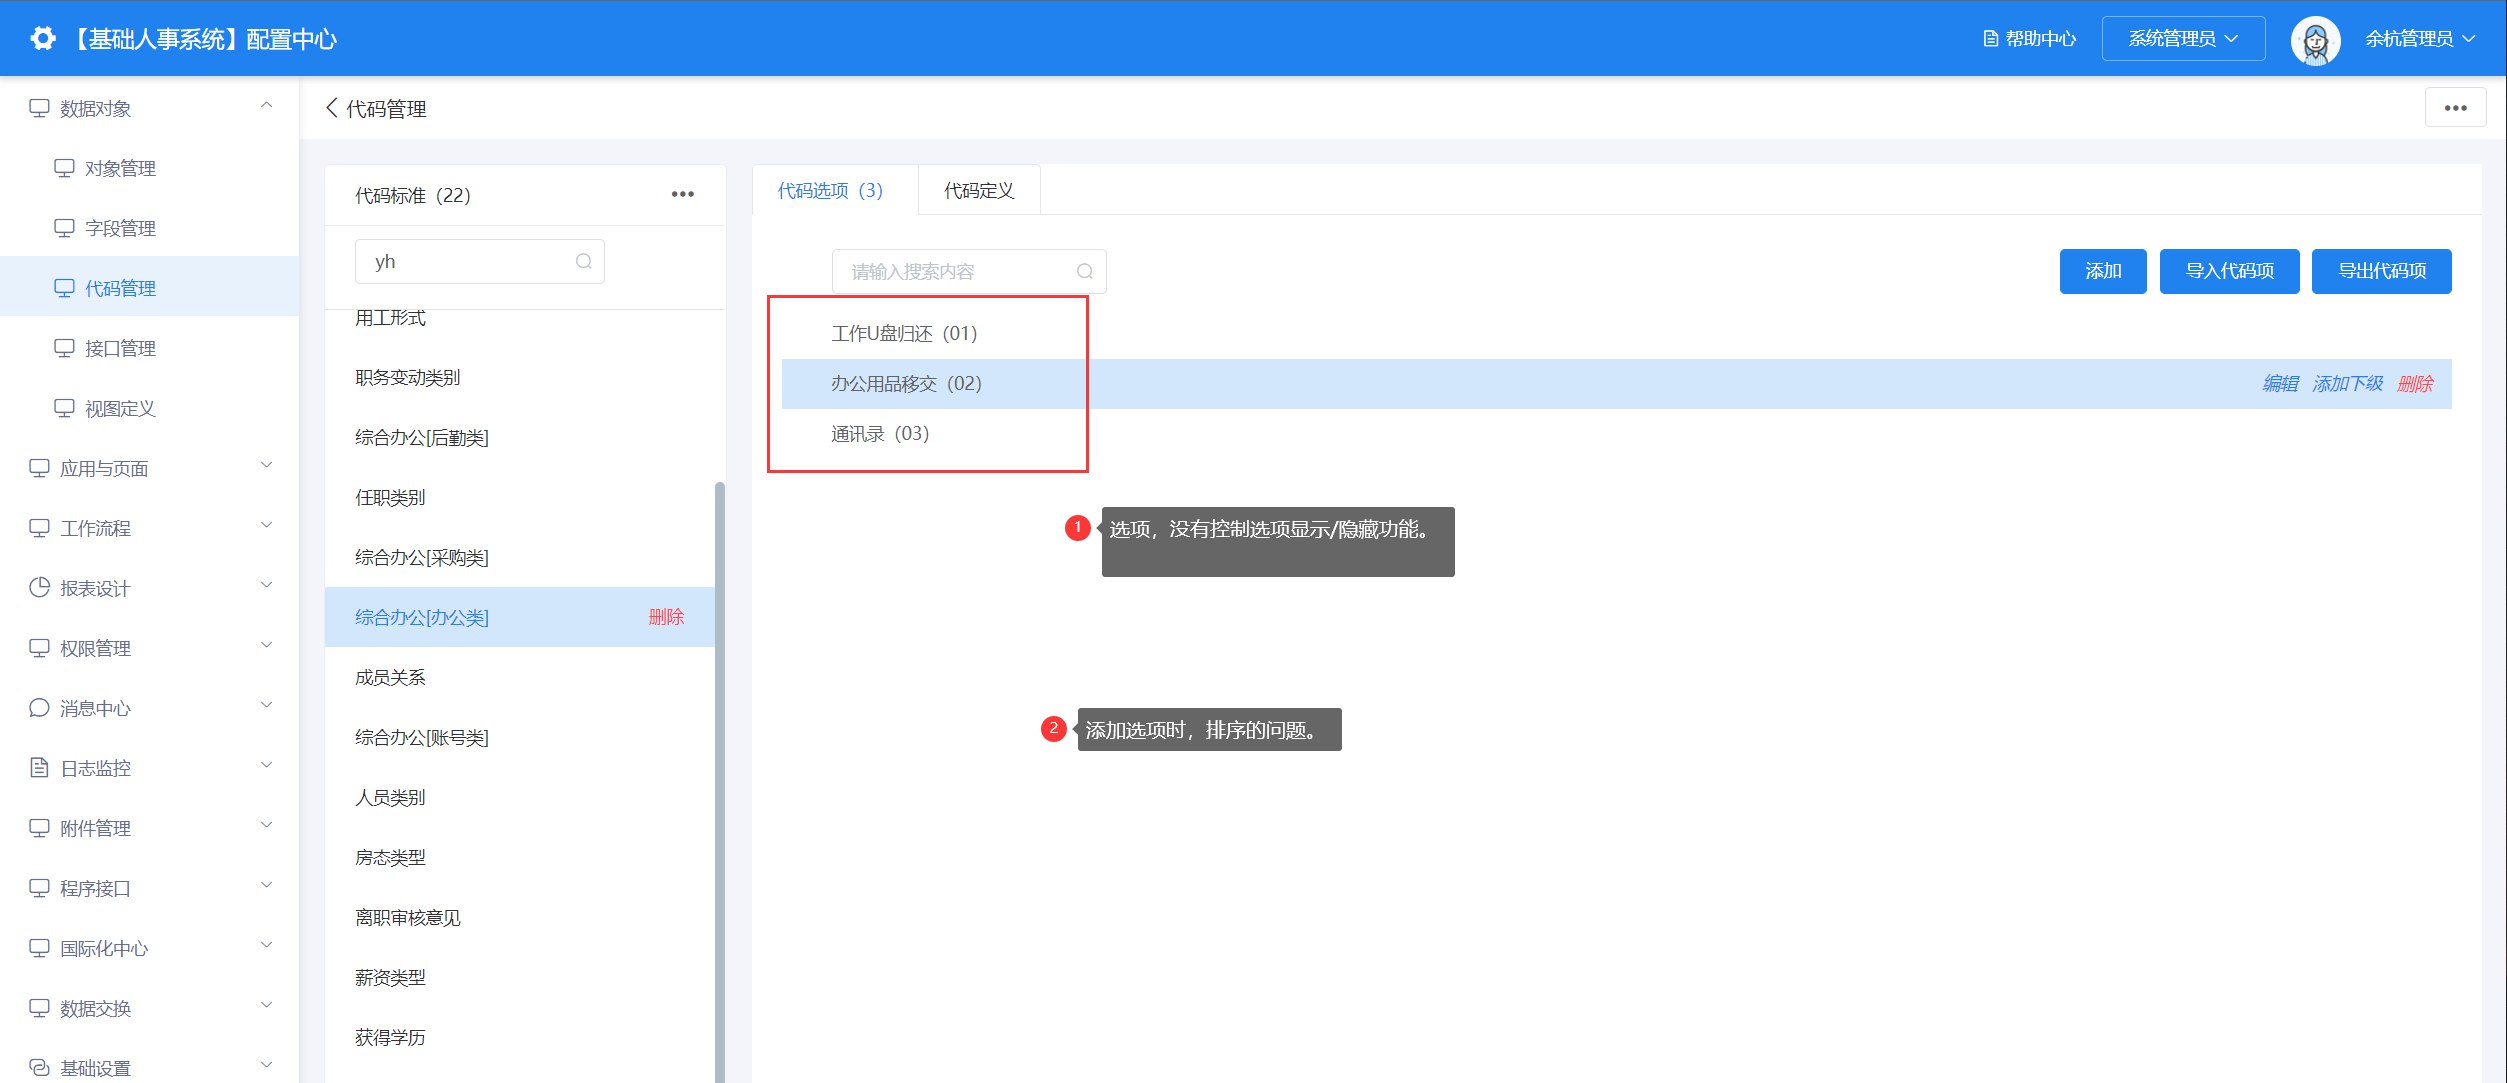 【基础人事系统】配置中心
帮助中心
系统管理员
余杭管理员
数据对象
对象管理
字段管理
代码管理
接口管理
视图定义
应用与页面
工作流程
报表设计
权限管理
消息中心
日志监控
附件管理
程序接口
国际化中心
数据交换
基础设置
代码管理
代码标准（22）
yh
用工形式
职务变动类别
综合办公[后勤类]
任职类别
综合办公[采购类]
综合办公[办公类]
删除
成员关系
综合办公[账号类]
人员类别
房态类型
离职审核意见
薪资类型
获得学历
代码选项（3）
代码定义
请输入搜索内容
添加
导入代码项
导出代码项
工作U盘归还（01）
办公用品移交（02）
编辑 添加下级 删除
通讯录（03）
1 选项，没有控制选项显示/隐藏功能。
2 添加选项时，排序的问题。